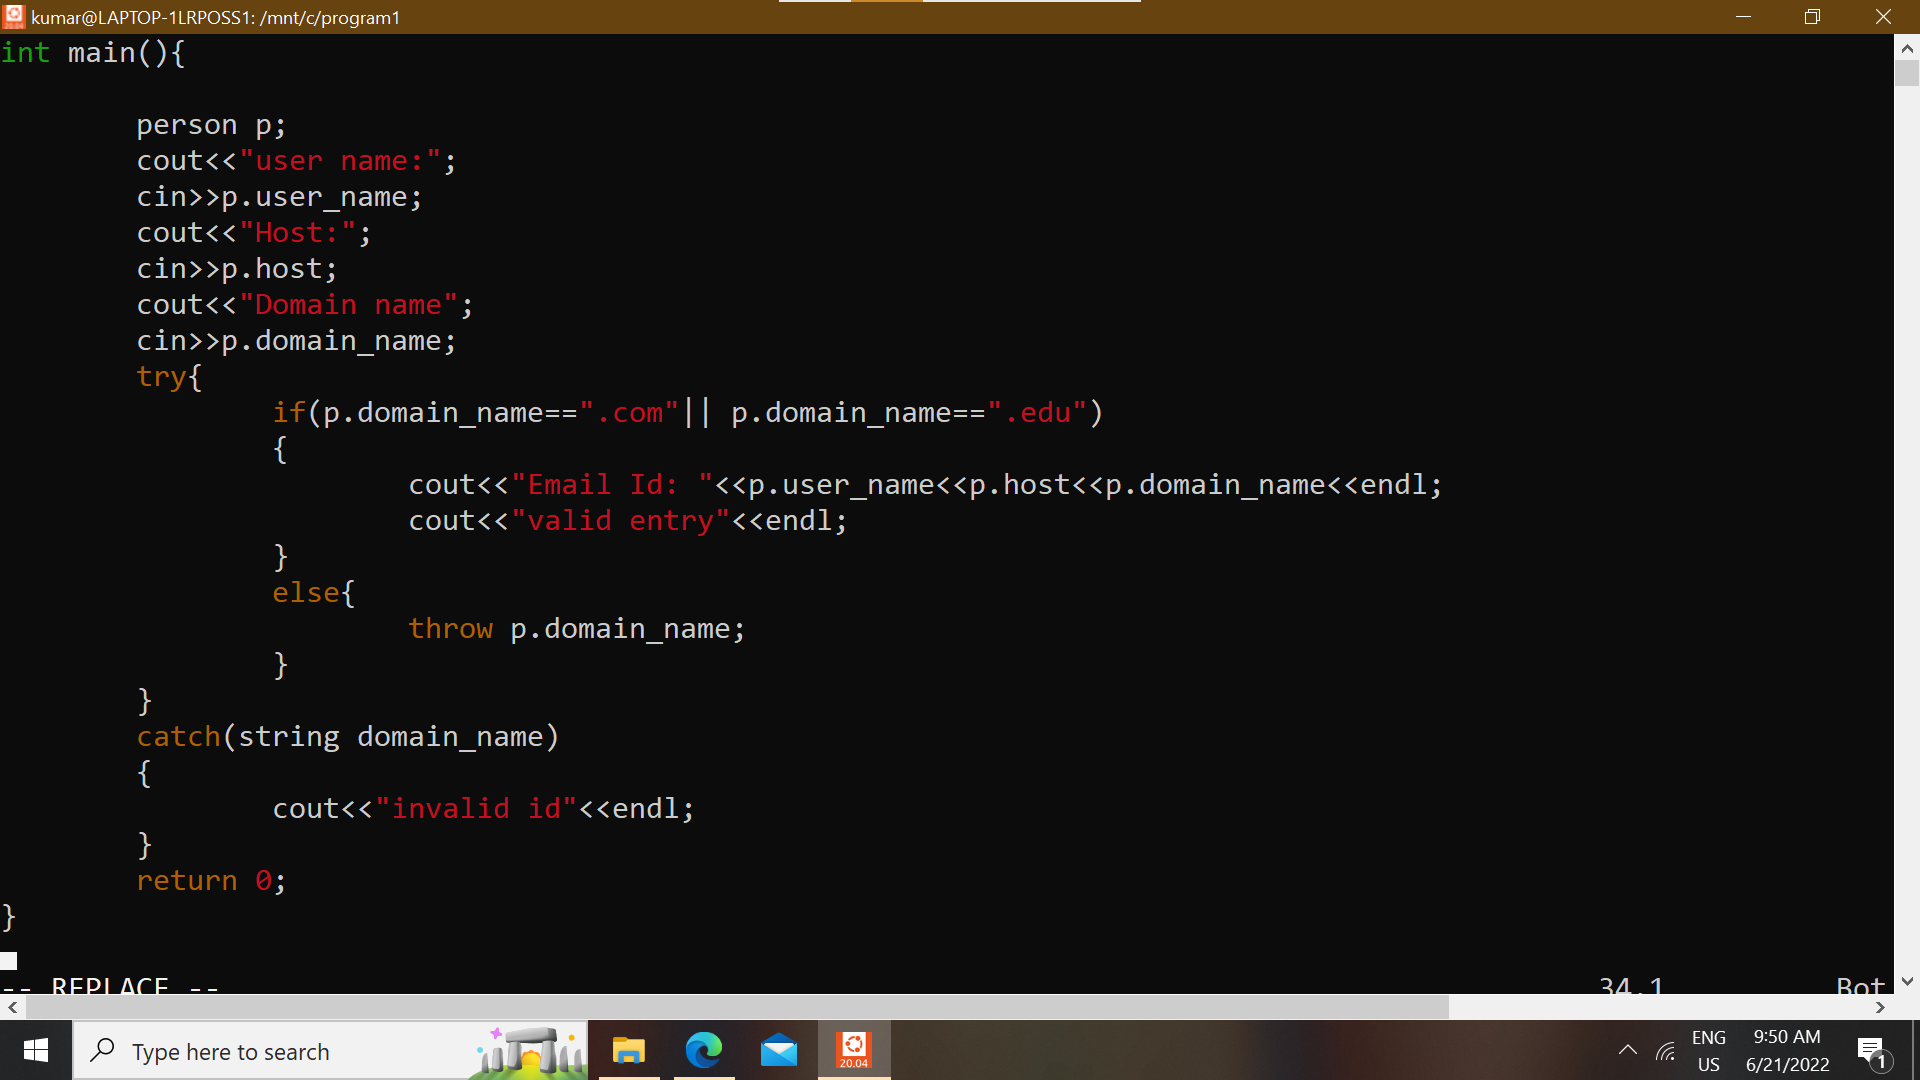 kumar@LAPTOP-1LRPOSS1: /mnt/c/program1
int main(){
person p;
cout<<"user name:";
cin>>p.user_name;
cout<<"Host:";
cin>>p.host;
cout<<"Domain name";
cin>>p.domain_name;
try{
if(p.domain_name==".com"|| p.domain_name==".edu")
{
cout<<"Email Id: "<<p.user_name<<p.host<<p.domain_name<<endl;
cout<<"valid entry"<<endl;
}
else{
throw p.domain_name;
}
}
catch(string domain_name)
{
cout<<"invalid id"<<endl;
}
return 0;
}
-- REPLACE -- 34,1 Bot
Type here to search
20.04
ENG
US
9:50 AM
6/21/2022
1